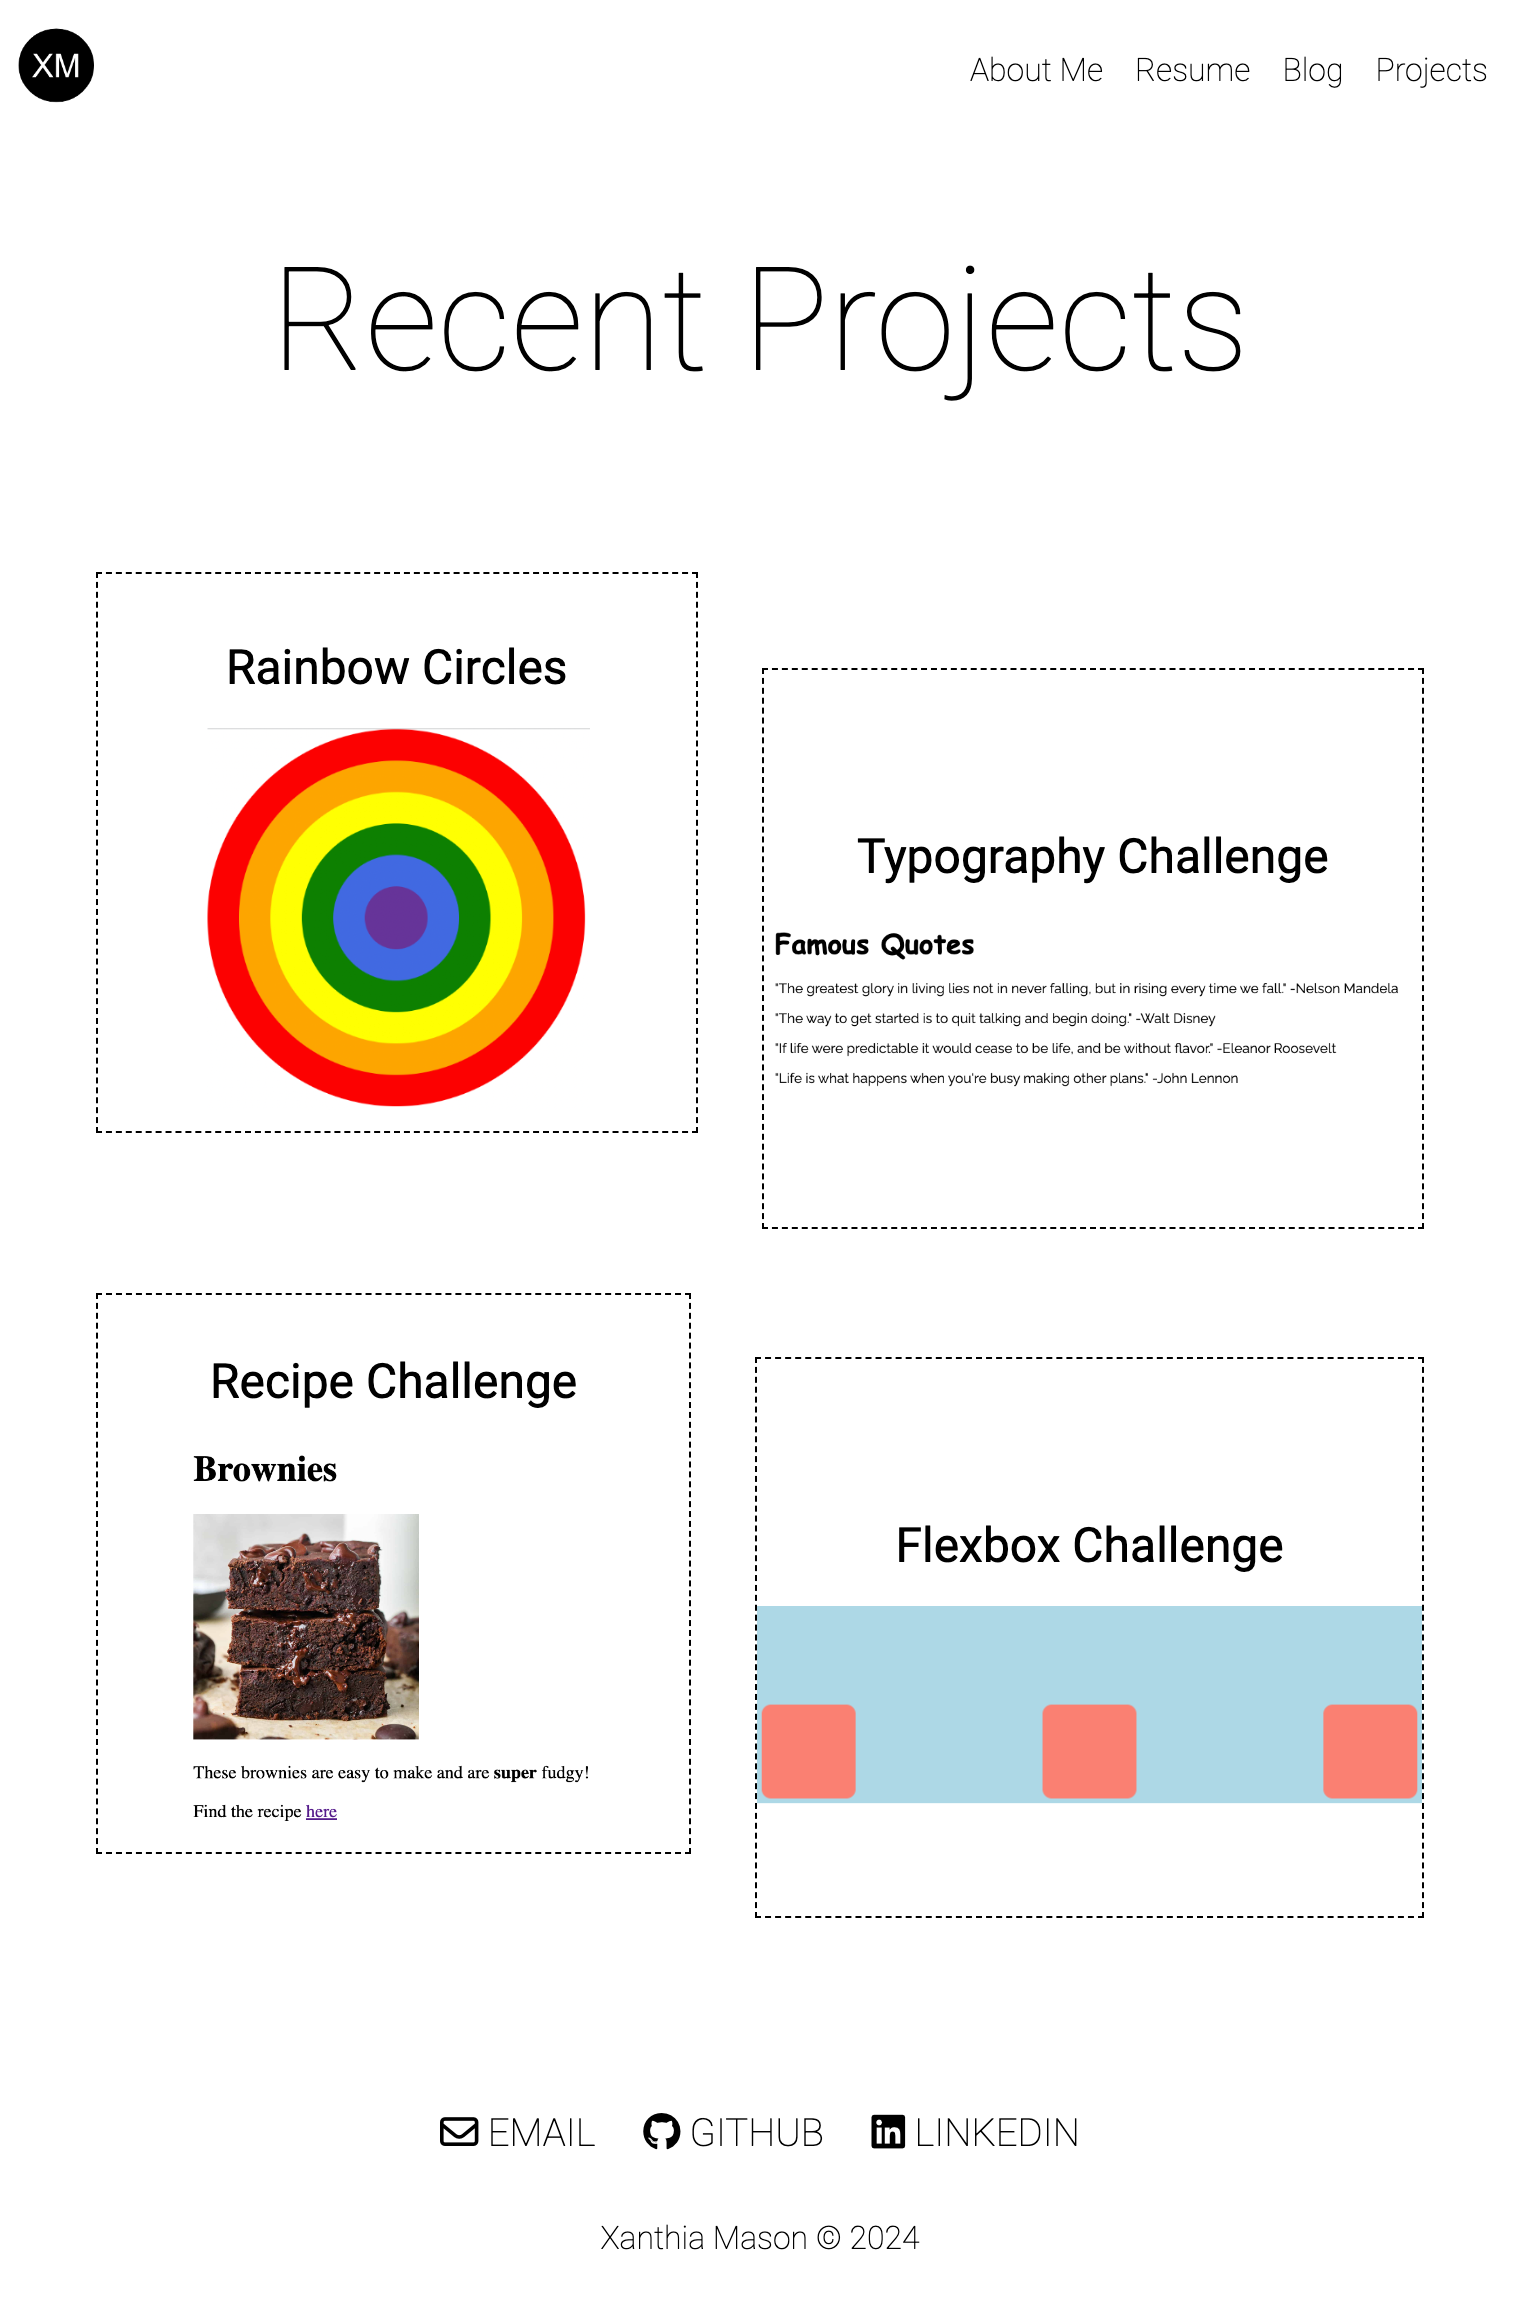 XM
About Me Resume Blog Projects
Recent Projects
Rainbow Circles
Typography Challenge
Famous Quotes
"The greatest glory in living lies not in never falling, but in rising every time we fall." -Nelson Mandela
"The way to get started is to quit talking and begin doing." -Walt Disney
"If life were predictable it would cease to be life, and be without flavor." -Eleanor Roosevelt
"Life is what happens when you're busy making other plans." -John Lennon
Recipe Challenge
Brownies
These brownies are easy to make and are super fudgy!
Find the recipe here
Flexbox Challenge
EMAIL GITHUB LINKEDIN
Xanthia Mason © 2024